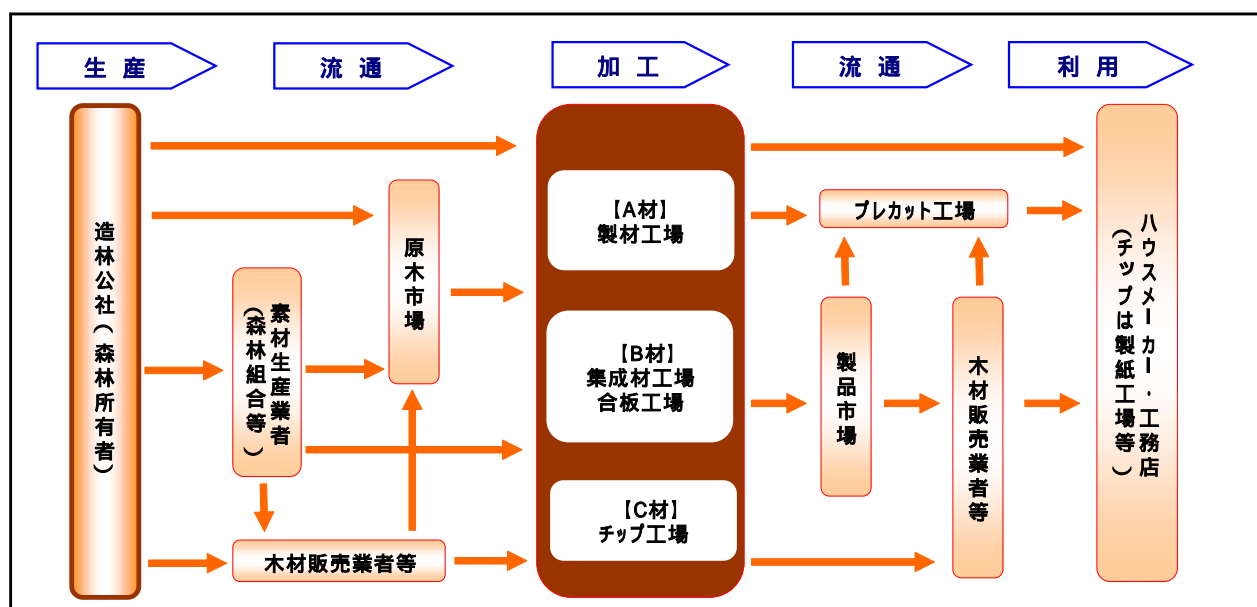 生産
流通
加工
流通
利用
造林公社(森林所有者)
素材生産業者
(森林組合等)
原木市場
木材販売業者等
【A材】
製材工場
【B材】
集成材工場
合板工場
【C材】
チップ工場
プレカット工場
製品市場
木材販売業者等
ハウスメーカー・工務店
(チップは製紙工場等)